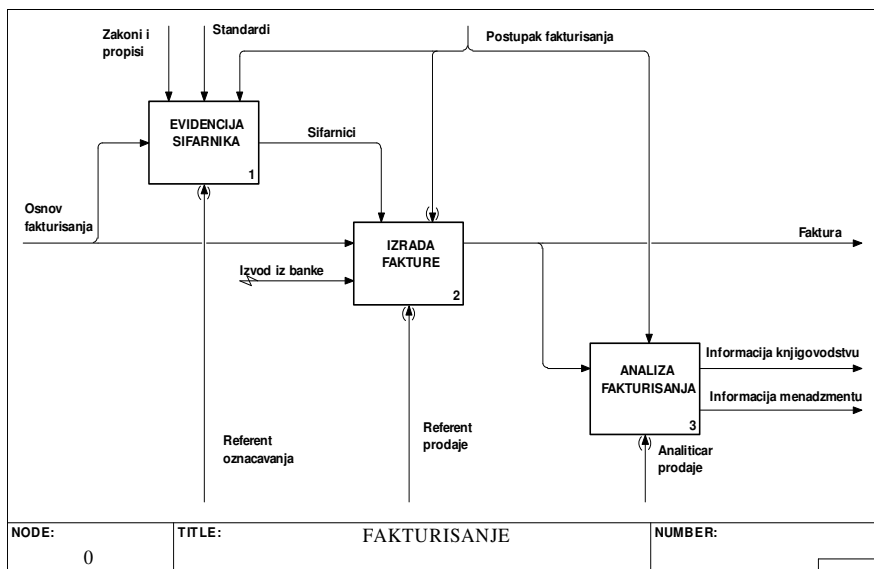 Zakoni i
propisi
Standardi
Postupak fakturisanja
EVIDENCIJA
SIFARNIKA
1
Sifarnici
Osnov
fakturisanja
IZRADA
FAKTURE
2
Faktura
Izvod iz banke
ANALIZA
FAKTURISANJA
3
Informacija knjigovodstvu
Informacija menadzmentu
Referent
oznacavanja
Referent
prodaje
Analiticar
prodaje
NODE:
0
TITLE:
FAKTURISANJE
NUMBER: